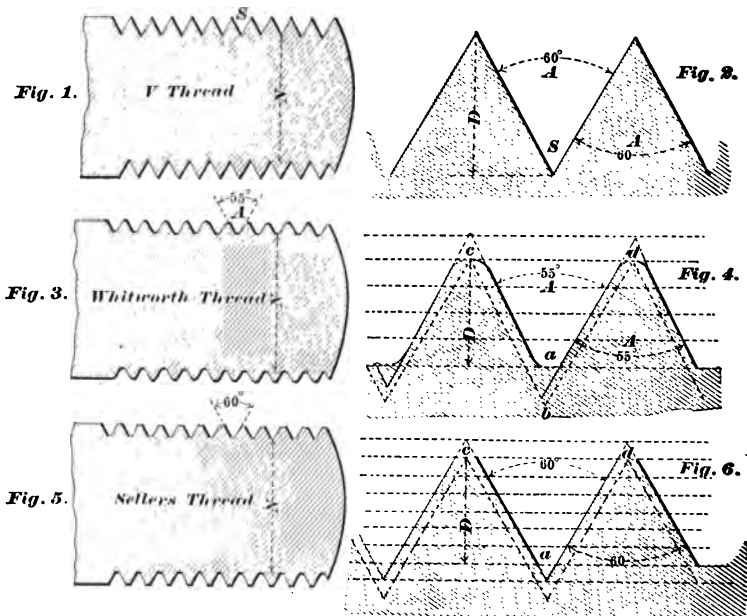 S
Fig. 1.
V Thread
N
60°
A
Fig. 2.
D
S
A
60
55°
A
Fig. 3.
Whitworth Thread
N
c
d
55°
A
Fig. 4.
D
a
A
55
b
60°
Fig. 5.
Sellers Thread
N
c
d
60°
Fig. 6.
D
a
60